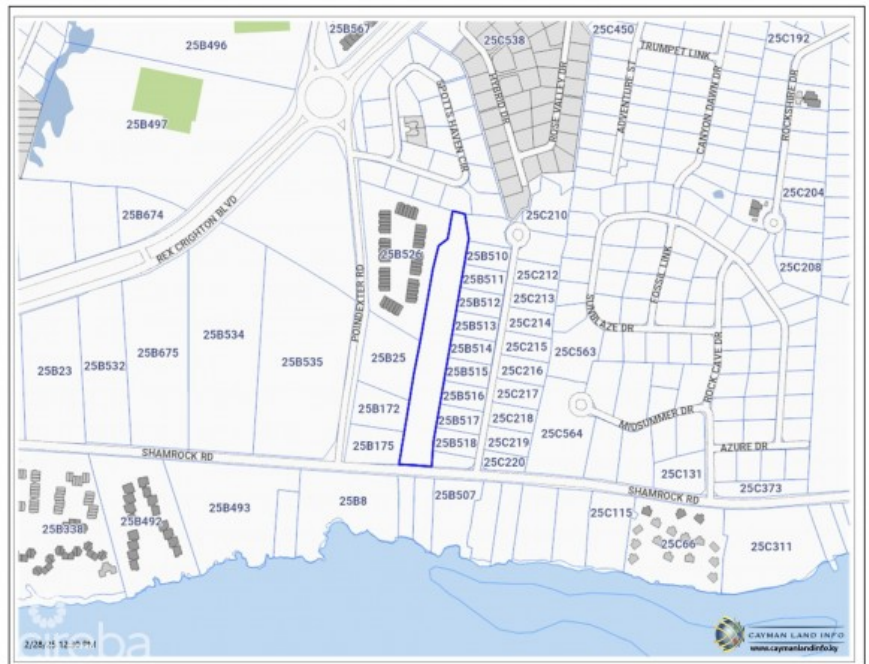 25B567
25C538
25C450
25C192
25B496
TRUMPET LINK
HYBRID DR
ROSE VALLEY DR
ADVENTURE ST
CANYON DAWN DR
ROCKSHIRE DR
SPOTTS HAVEN CIR
25B497
25C204
25B674
25C210
REX CRIGHTON BLVD
25B526
25B510
25C208
25B511
25C212
FOSSIL LINK
25B512
25C213
POINDEXTER RD
25B513
25C214
SUNBLAZE DR
25B534
25B675
25B535
25B25
25B514
25C215
25C563
25B23
25B532
25B515
25C216
ROCK CAVE DR
25B172
25B516
25C217
25B517
25C218
MIDSUMMER DR
25B175
25B518
25C219
25C564
AZURE DR
SHAMROCK RD
25C220
25C131
25C373
SHAMROCK RD
25B493
25B8
25B507
25B492
25C115
25B338
25C66
25C311
CAYMAN LAND INFO
www.caymanlandinfo.ky
ciroba